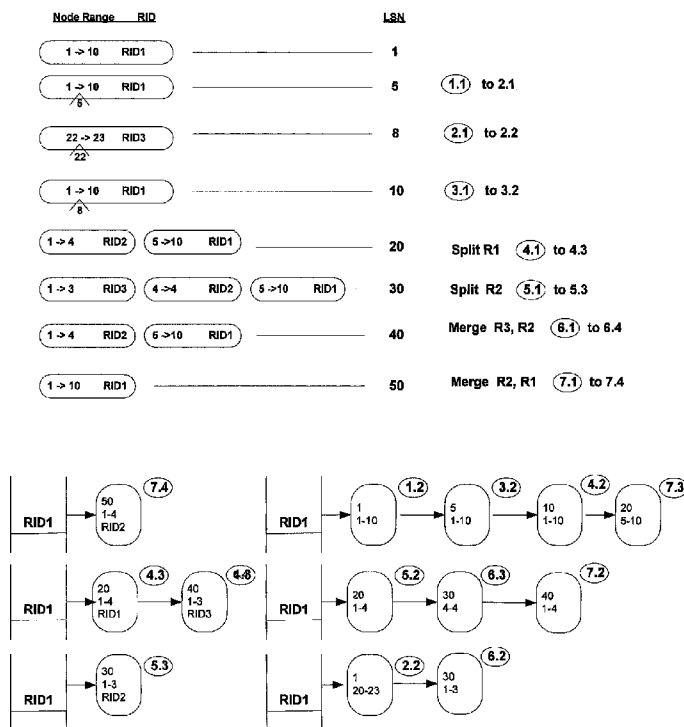 Node Range RID LSN
1 -> 10 RID1 1
1 -> 10 RID1 5 1.1 to 2.1
6
22 -> 23 RID3 8 2.1 to 2.2
22
1 -> 10 RID1 10 3.1 to 3.2
8
1 -> 4 RID2 5 ->10 RID1 20 Split R1 4.1 to 4.3
1 -> 3 RID3 4 ->4 RID2 5 ->10 RID1 30 Split R2 5.1 to 5.3
1 -> 4 RID2 5 ->10 RID1 40 Merge R3, R2 6.1 to 6.4
1 -> 10 RID1 50 Merge R2, R1 7.1 to 7.4
7.4 1.2 3.2 4.2 7.3
50 1 5 10 20
1-4 1-10 1-10 1-10 5-10
RID1 RID2 RID1
4.3 5.2 6.3 7.2
20 40 20 30 40
1-4 1-3 1-4 4-4 1-4
RID1 RID1 RID3 RID1
5.3 2.2 6.2
30 1 30
1-3 20-23 1-3
RID1 RID2 RID1